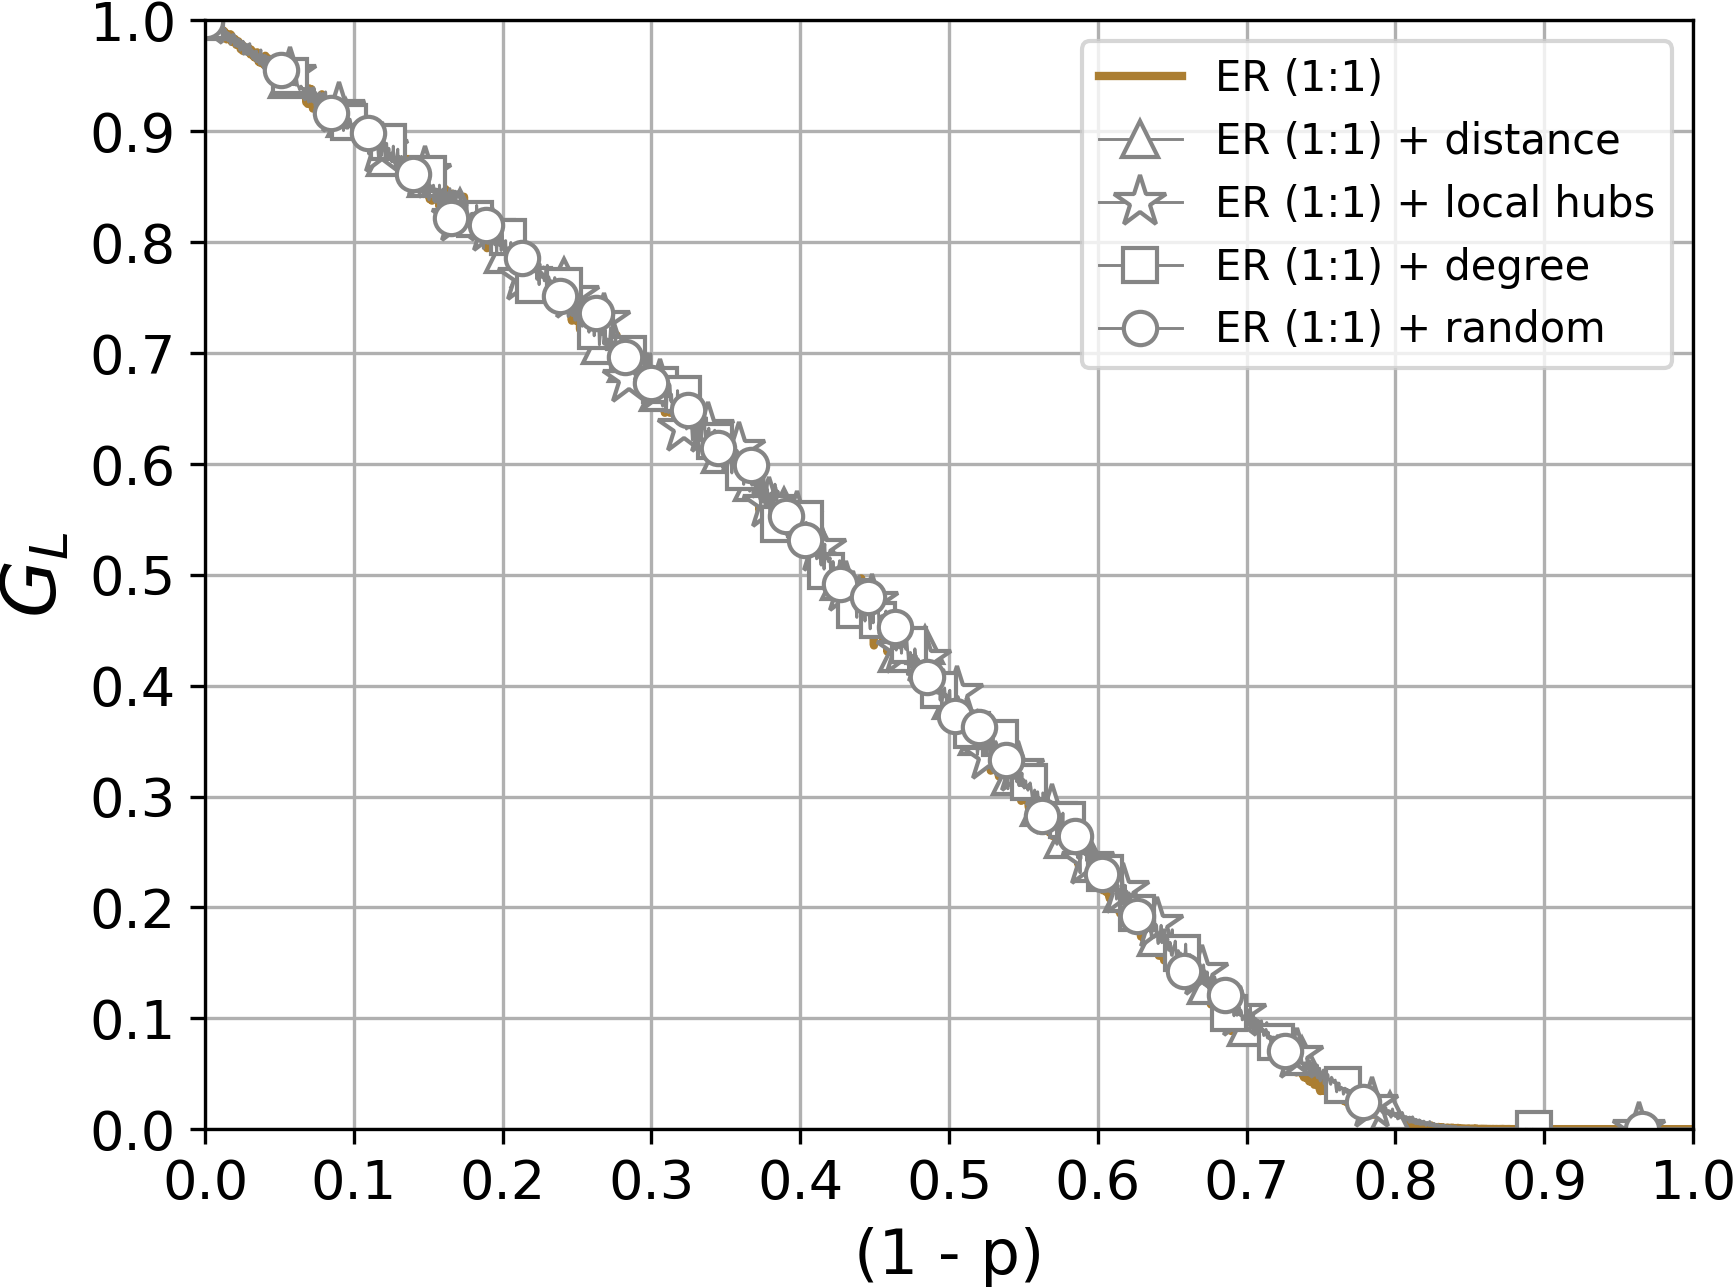 1.0
0.9
0.8
0.7
0.6
0.5
0.4
0.3
0.2
0.1
0.0
G_L
ER (1:1)
ER (1:1) + distance
ER (1:1) + local hubs
ER (1:1) + degree
ER (1:1) + random
0.0 0.1 0.2 0.3 0.4 0.5 0.6 0.7 0.8 0.9 1.0
(1 - p)